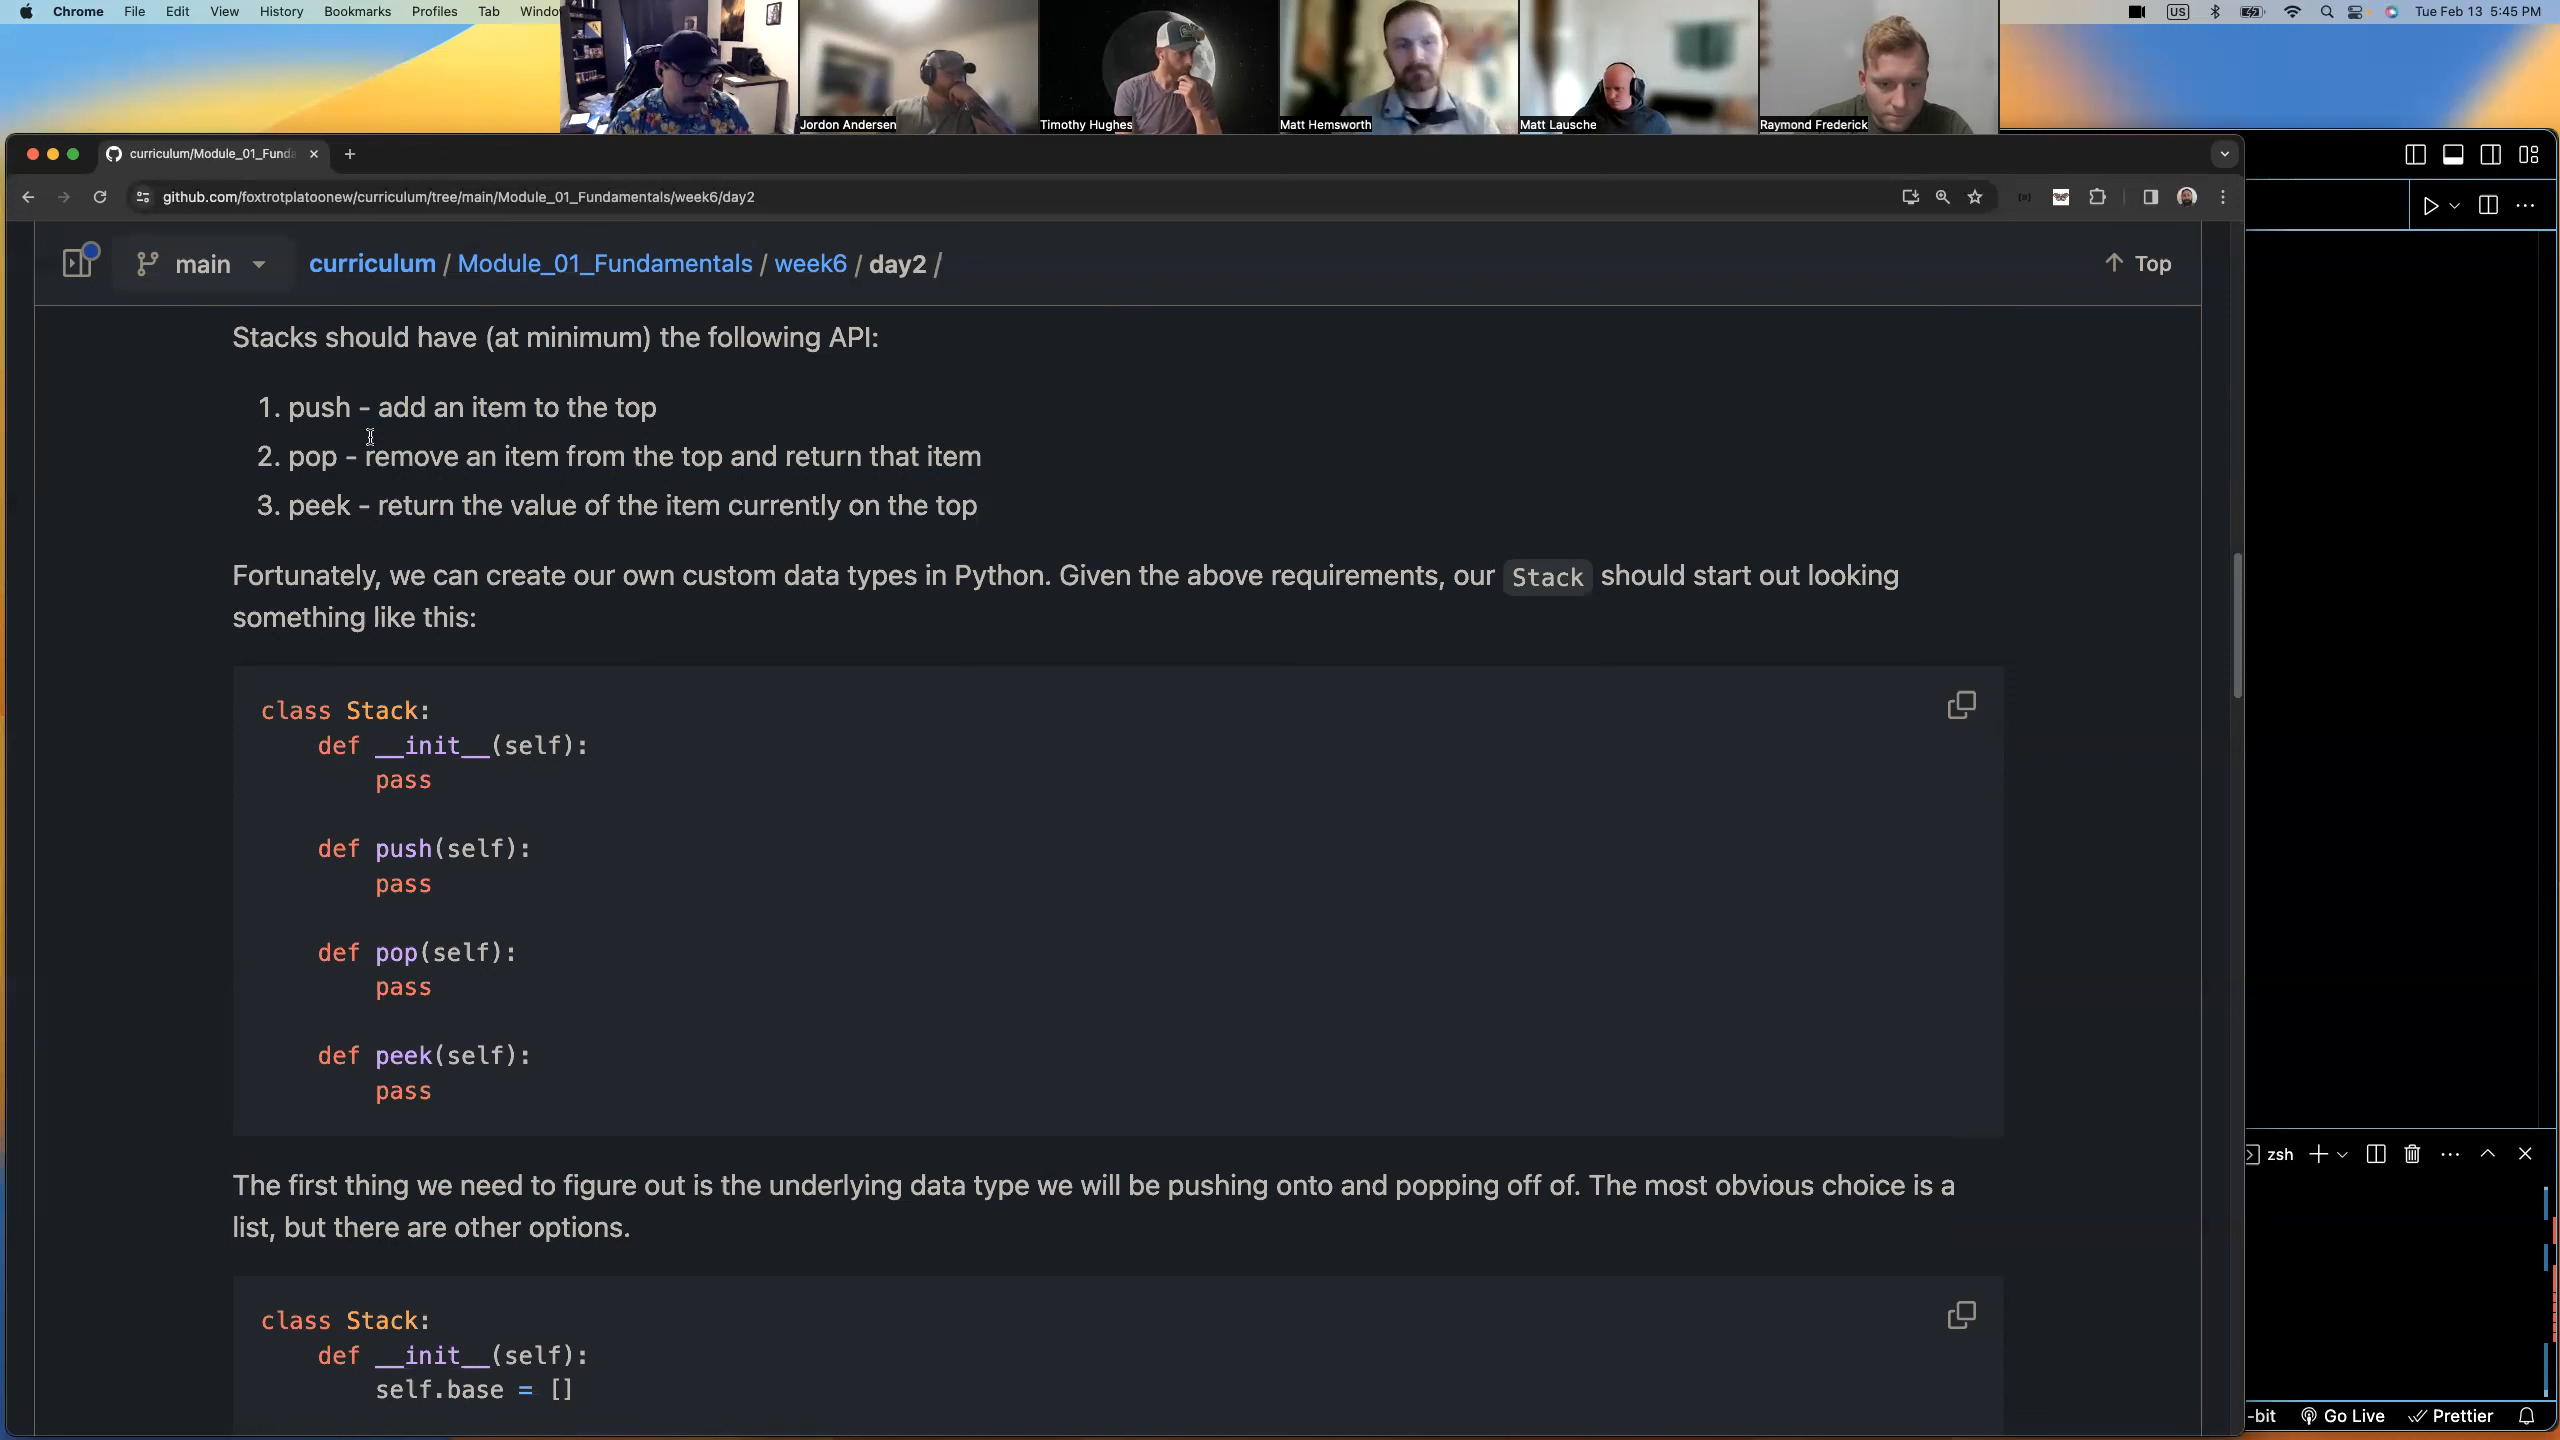 Chrome File Edit View History Bookmarks Profiles Tab Windo
US Tue Feb 13 5:45 PM
Jordon Andersen
Timothy Hughes
Matt Hemsworth
Matt Lausche
Raymond Frederick
curriculum/Module_01_Funda
github.com/foxtrotplatoonew/curriculum/tree/main/Module_01_Fundamentals/week6/day2
main curriculum / Module_01_Fundamentals / week6 / day2 /
Top
Stacks should have (at minimum) the following API:
1. push - add an item to the top
2. pop - remove an item from the top and return that item
3. peek - return the value of the item currently on the top
Fortunately, we can create our own custom data types in Python. Given the above requirements, our Stack should start out looking
something like this:
class Stack:
def __init__(self):
pass
def push(self):
pass
def pop(self):
pass
def peek(self):
pass
The first thing we need to figure out is the underlying data type we will be pushing onto and popping off of. The most obvious choice is a
list, but there are other options.
class Stack:
def __init__(self):
self.base = []
zsh
-bit Go Live Prettier